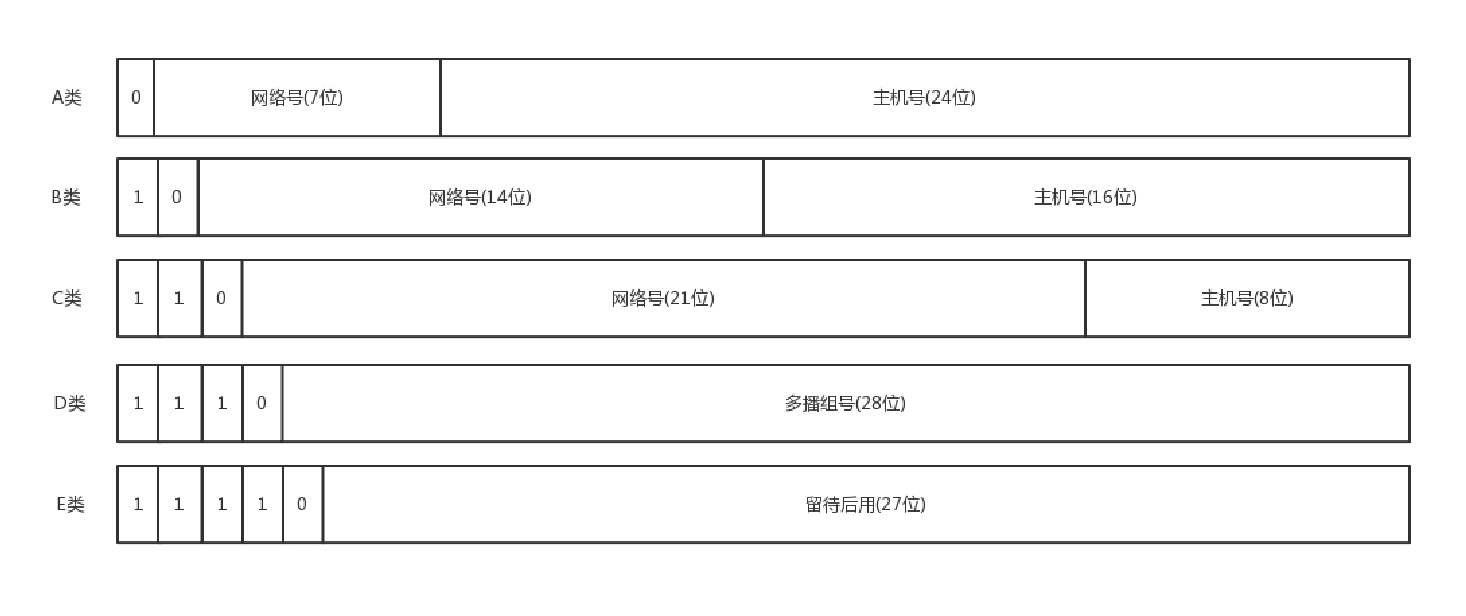 A类 0 网络号(7位) 主机号(24位)
B类 1 0 网络号(14位) 主机号(16位)
C类 1 1 0 网络号(21位) 主机号(8位)
D类 1 1 1 0 多播组号(28位)
E类 1 1 1 1 0 留待后用(27位)